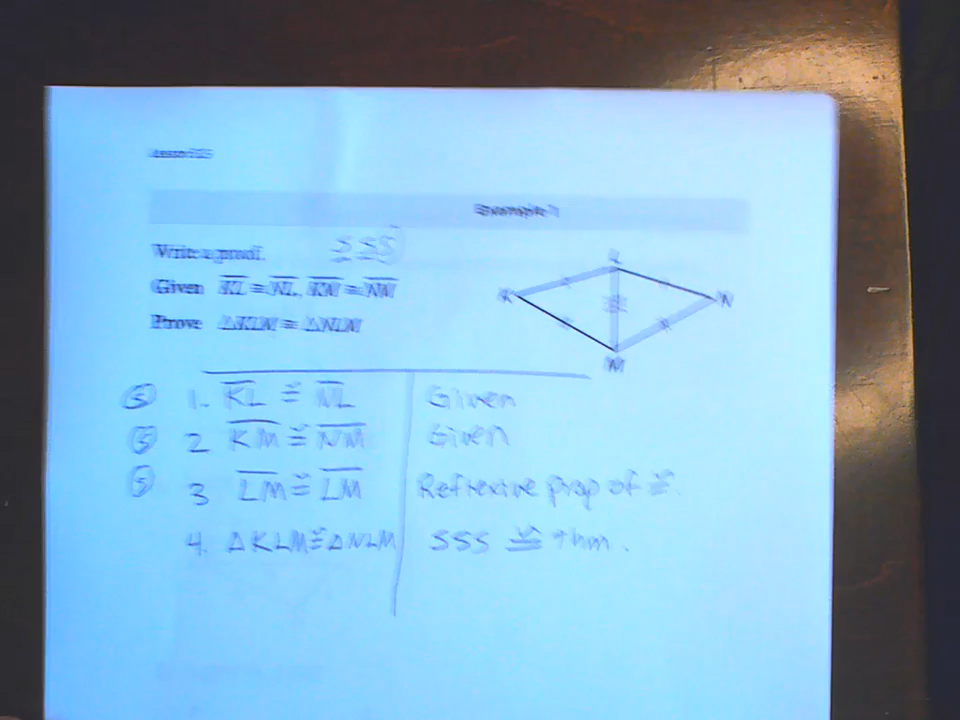 Example 1
Write a proof. SSS
Given KL ≅ NL, KM ≅ NM
Prove △KLM ≅ △NLM
L
K
N
M
Ⓢ 1. KL ≅ NL Given
Ⓢ 2 KM ≅ NM Given
Ⓢ 3 LM ≅ LM Reflexive prop of ≅.
4. △KLM ≅ △NLM SSS ≅ thm.